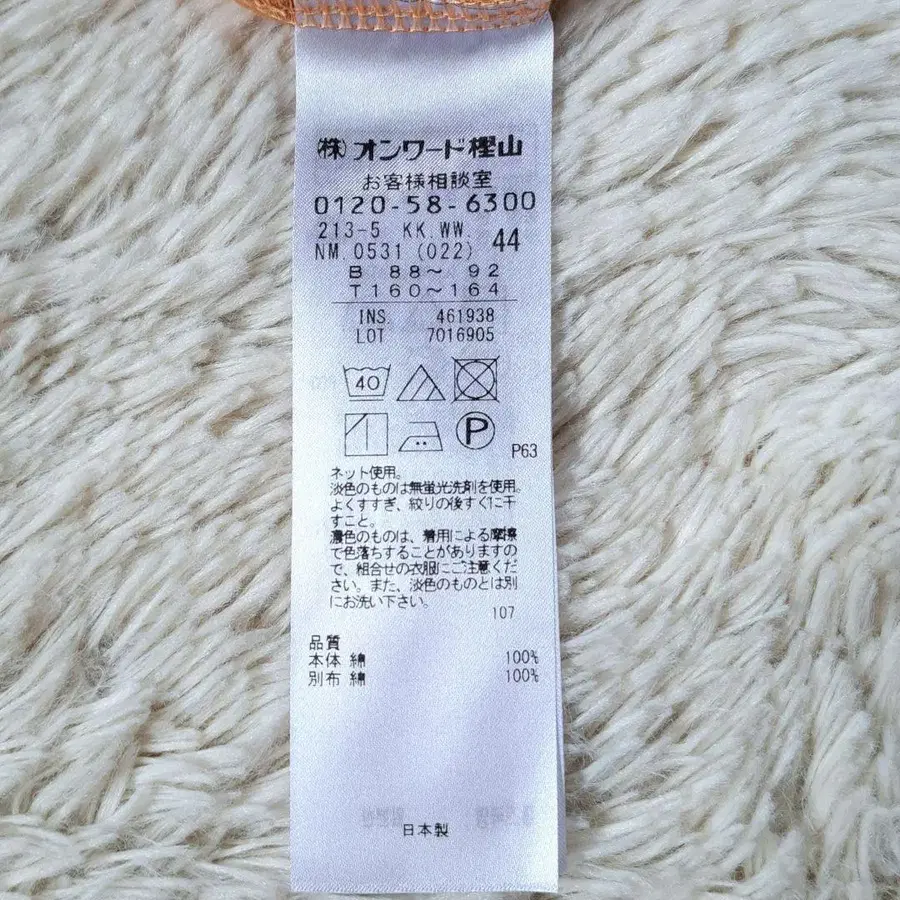 ㈱オンワード樫山
お客様相談室
0120-58-6300
213-5 KK.WW.
NM.0531 (022) 44
B 88～ 92
T160～164
INS. 461938
LOT 7016905
40
P
P63
ネット使用。
淡色のものは無蛍光洗剤を使用。
よくすすぎ、絞りの後すぐに干
すこと。
濃色のものは、着用による摩擦
で色落ちすることがありますの
で、組合せの衣服にご注意くだ
さい。また、淡色のものとは別
にお洗い下さい。
107
品質
本体 綿 100%
別布 綿 100%
日本製